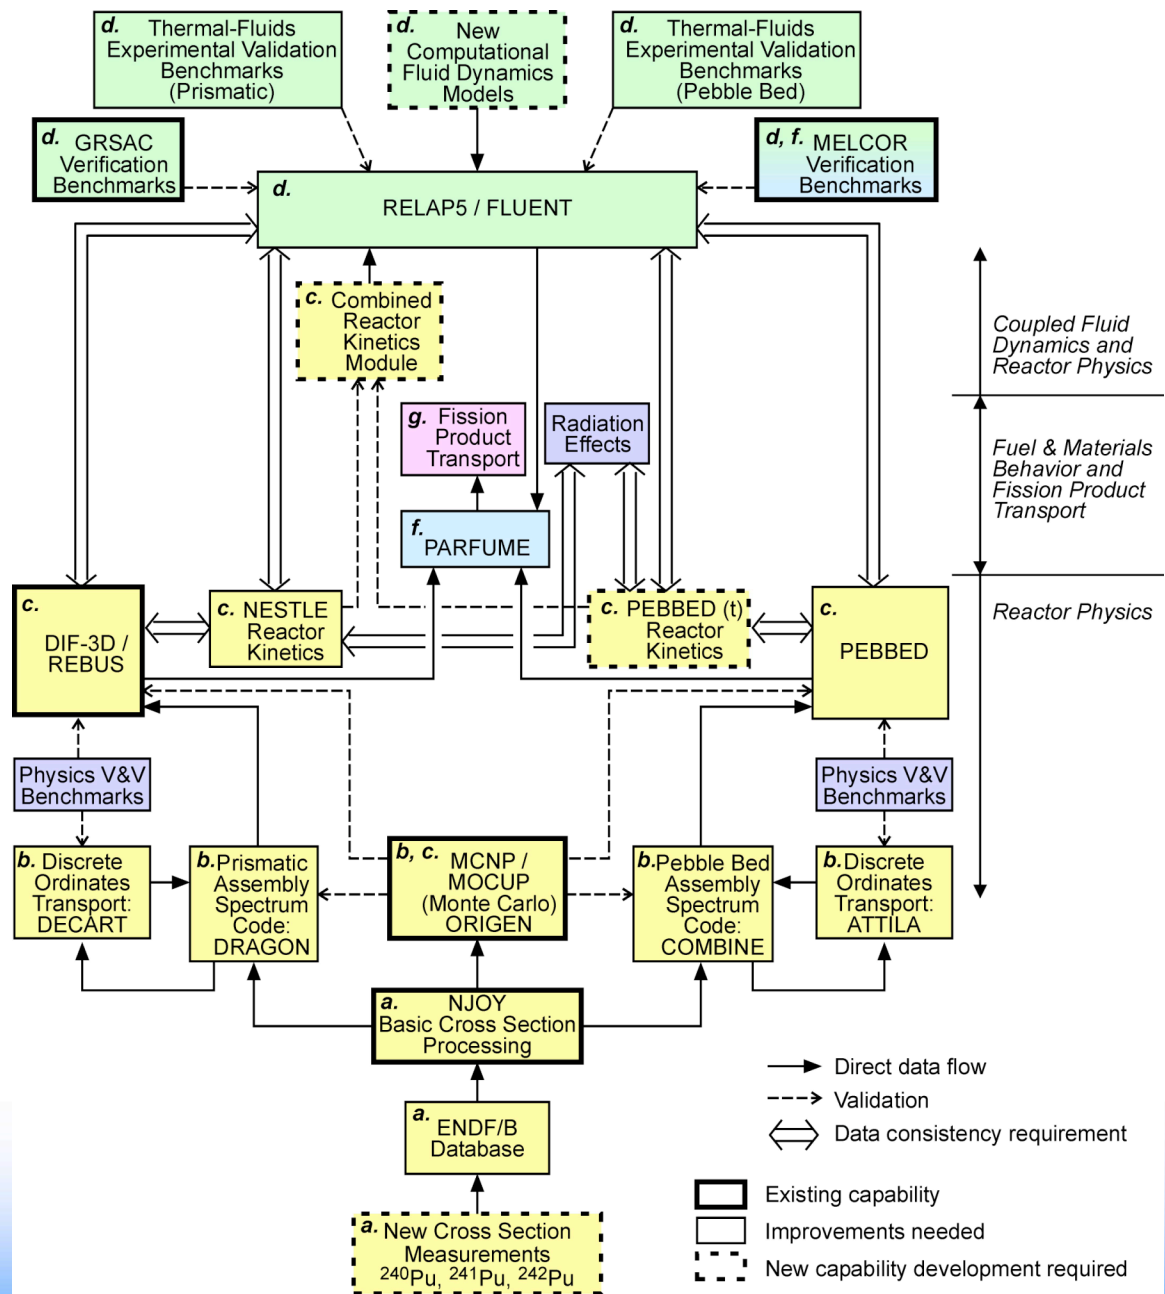 d. Thermal-Fluids
Experimental Validation
Benchmarks
(Prismatic)
d. New
Computational
Fluid Dynamics
Models
d. Thermal-Fluids
Experimental Validation
Benchmarks
(Pebble Bed)
d. GRSAC
Verification
Benchmarks
d, f. MELCOR
Verification
Benchmarks
d.
RELAP5 / FLUENT
c. Combined
Reactor
Kinetics
Module
Coupled Fluid
Dynamics and
Reactor Physics
g. Fission
Product
Transport
Radiation
Effects
Fuel & Materials
Behavior and
Fission Product
Transport
f.
PARFUME
c.
DIF-3D /
REBUS
c. NESTLE
Reactor
Kinetics
c. PEBBED (t)
Reactor
Kinetics
c.
PEBBED
Reactor Physics
Physics V&V
Benchmarks
Physics V&V
Benchmarks
b. Discrete
Ordinates
Transport:
DECART
b. Prismatic
Assembly
Spectrum
Code:
DRAGON
b, c.
MCNP /
MOCUP
(Monte Carlo)
ORIGEN
b. Pebble Bed
Assembly
Spectrum
Code:
COMBINE
b. Discrete
Ordinates
Transport:
ATTILA
a. NJOY
Basic Cross Section
Processing
a.
ENDF/B
Database
a. New Cross Section
Measurements
²⁴⁰Pu, ²⁴¹Pu, ²⁴²Pu
Direct data flow
Validation
Data consistency requirement
Existing capability
Improvements needed
New capability development required